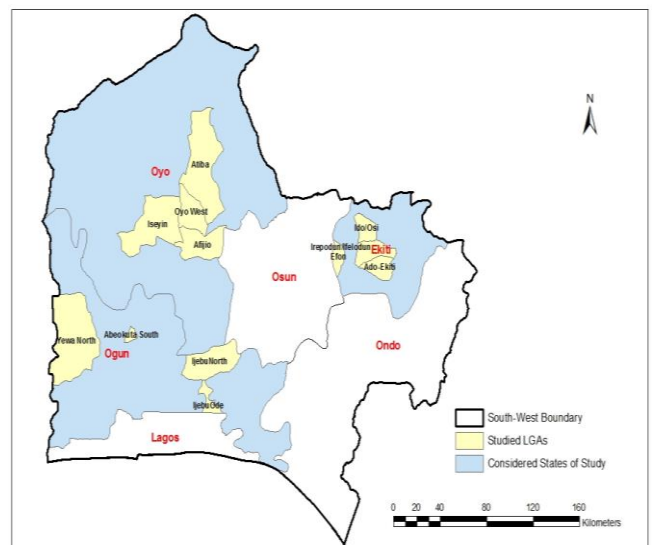 N
Atiba
Oyo
Oyo West
Iseyin
Afijio
Ido/Osi
Irepodun/Ifelodun
Ekiti
Efon
Ado-Ekiti
Osun
Yewa North
Abeokuta South
Ondo
Ogun
Ijebu North
Ijebu Ode
Lagos
South-West Boundary
Studied LGAs
Considered States of Study
0 20 40 80 120 160
Kilometers